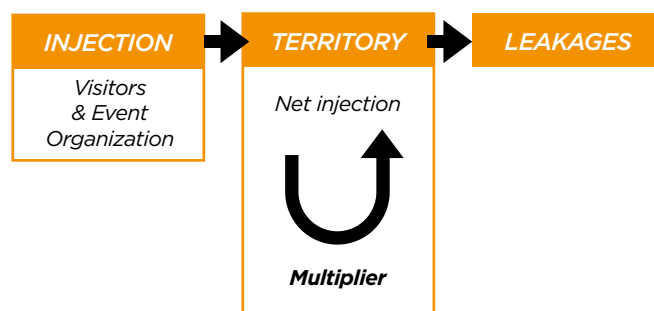 INJECTION
Visitors
& Event
Organization
TERRITORY
Net injection
Multiplier
LEAKAGES